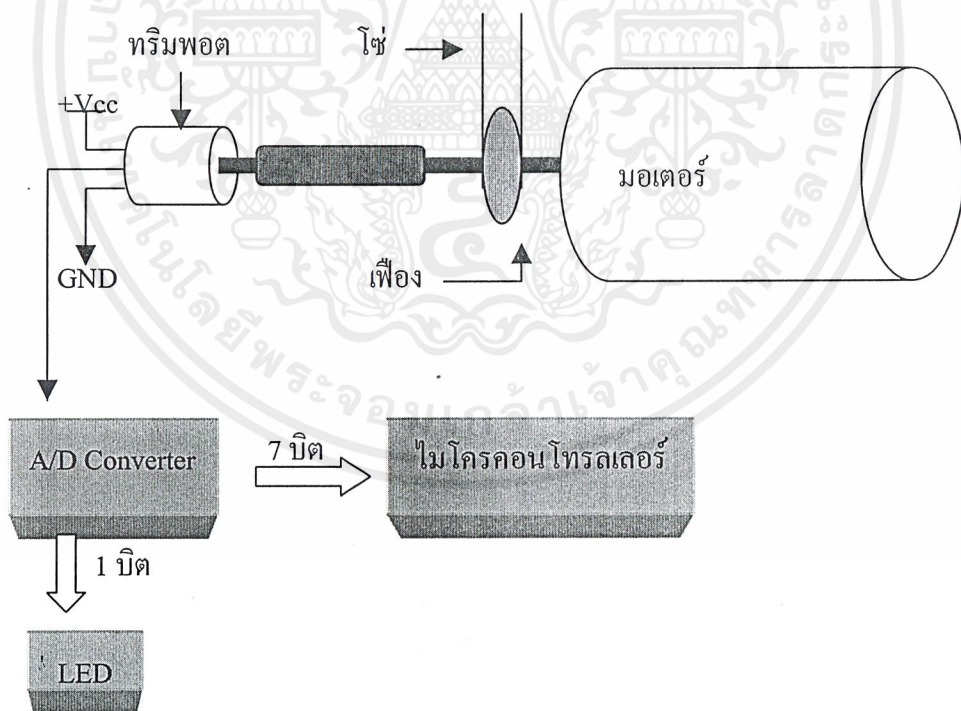 ทริมพอต
โซ่
+Vcc
มอเตอร์
GND
เฟือง
A/D Converter
7 บิต
ไมโครคอนโทรลเลอร์
1 บิต
LED